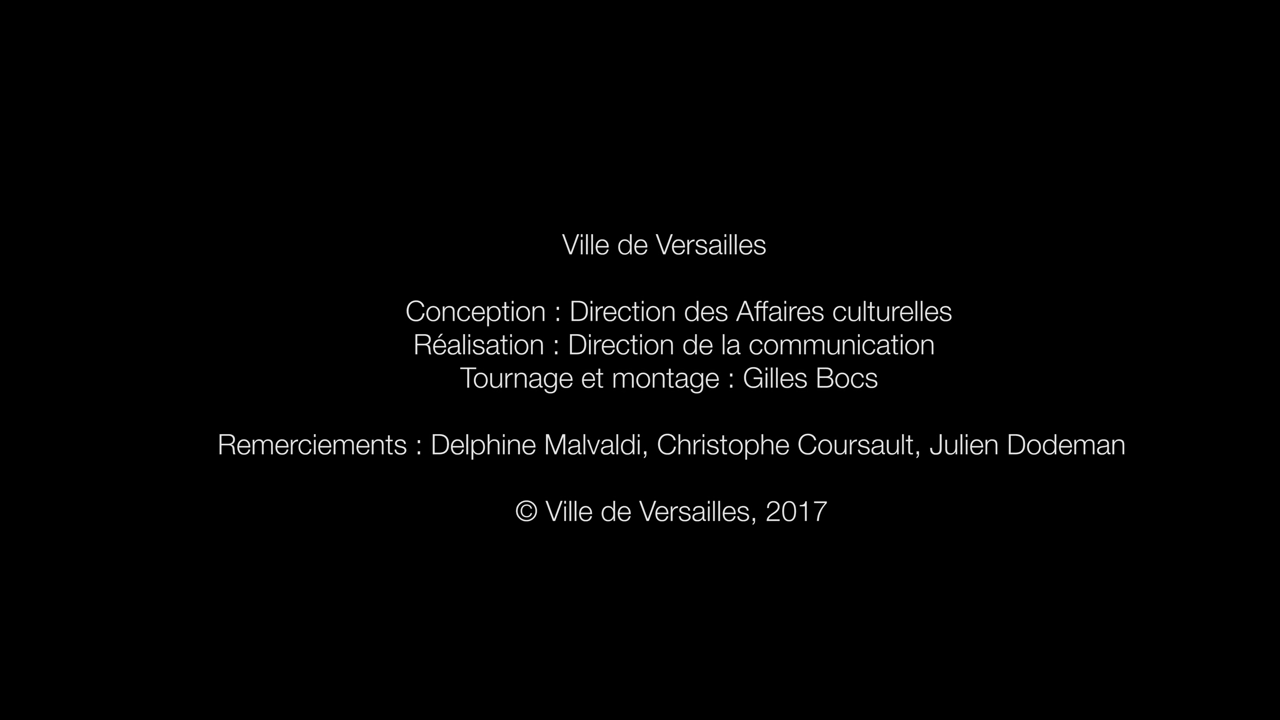 Ville de Versailles
Conception : Direction des Affaires culturelles
Réalisation : Direction de la communication
Tournage et montage : Gilles Bocs
Remerciements : Delphine Malvaldi, Christophe Coursault, Julien Dodeman
© Ville de Versailles, 2017